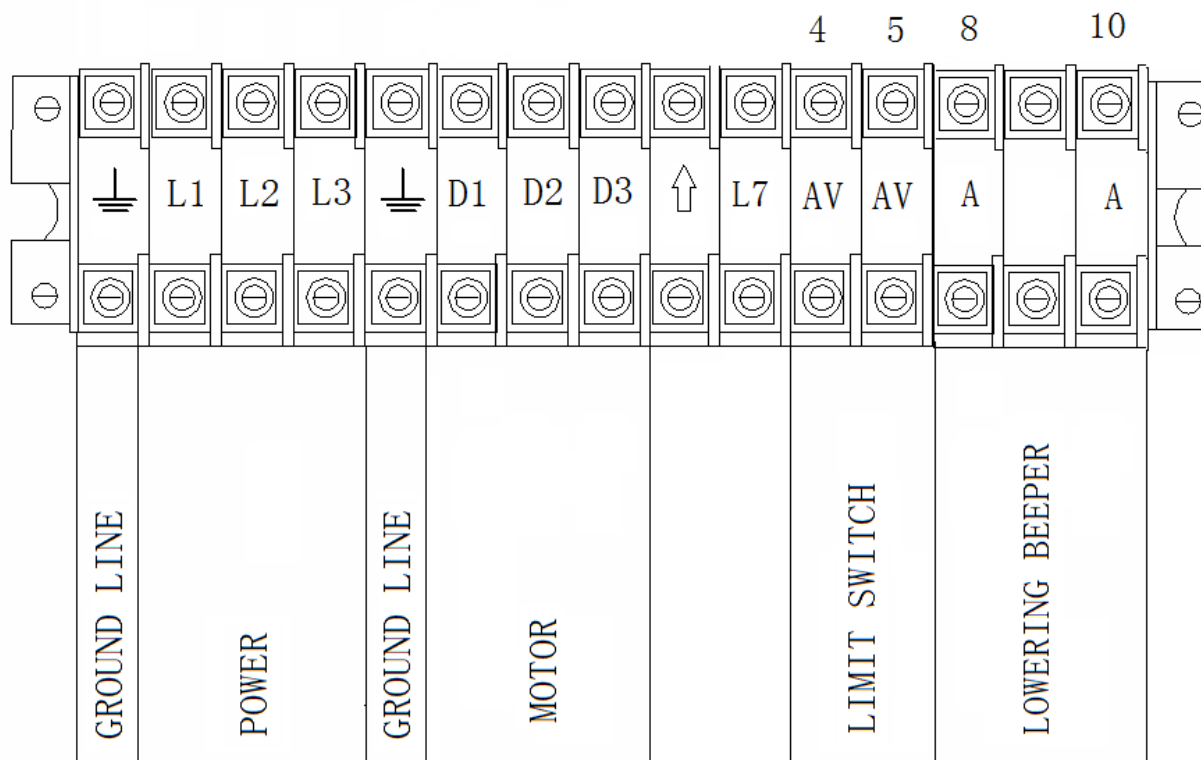 4 5 8 10
L1 L2 L3 D1 D2 D3 L7 AV AV A A
GROUND LINE
POWER
GROUND LINE
MOTOR
LIMIT SWITCH
LOWERING BEEPER